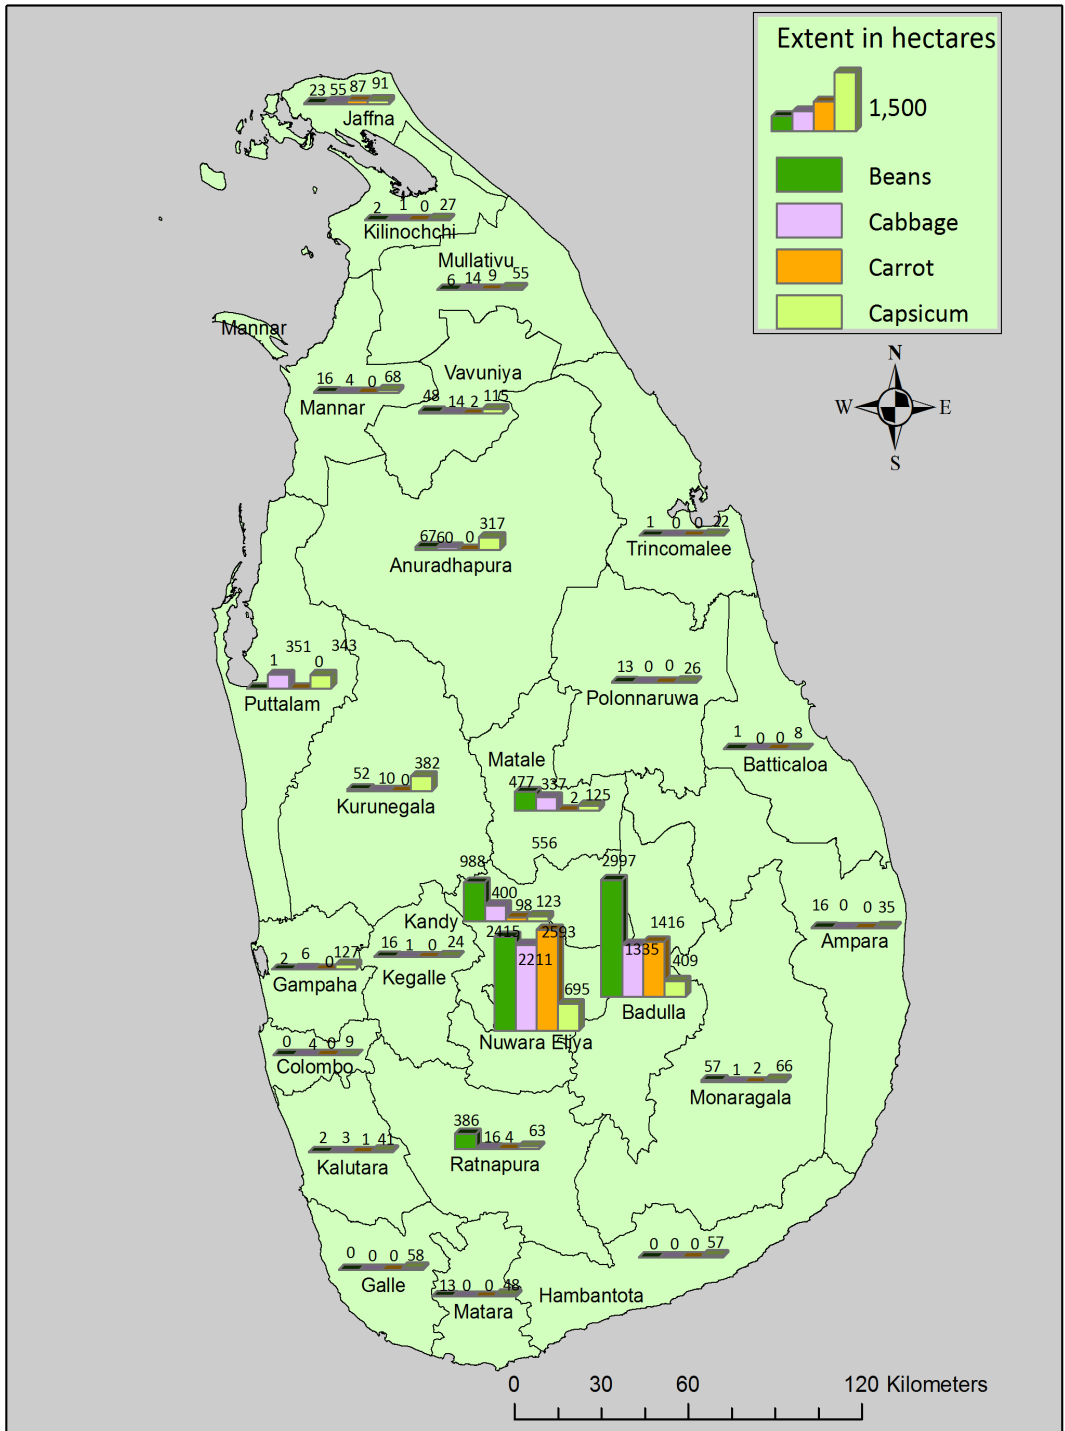 Extent in hectares
1,500
Beans
Cabbage
Carrot
Capsicum
N
W E
S
23 55 87 91
Jaffna
2 1 0 27
Kilinochchi
Mullativu
6 14 9 55
Mannar
16 4 0 68
Mannar
Vavuniya
48 14 2 115
67 60 0 317
Anuradhapura
1 0 0 22
Trincomalee
351 343
1 0
Puttalam
13 0 0 26
Polonnaruwa
1 0 0 8
Batticaloa
52 10 0 382
Kurunegala
Matale
477 337 2 125
556
988 400 98 123
Kandy
2997 1335 1416 409
Badulla
16 0 0 35
Ampara
2 6 0 127
Gampaha
16 1 0 24
Kegalle
2415 2211 2593 695
Nuwara Eliya
0 4 0 9
Colombo
57 1 2 66
Monaragala
2 3 1 41
Kalutara
386 16 4 63
Ratnapura
0 0 0 58
Galle
13 0 0 48
Matara
0 0 0 57
Hambantota
0 30 60 120 Kilometers